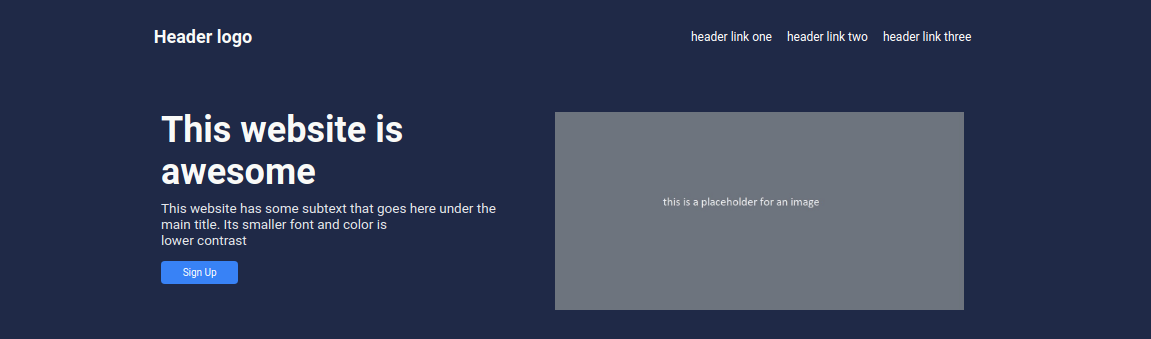 Header logo
header link one header link two header link three
This website is
awesome
This website has some subtext that goes here under the
main title. Its smaller font and color is
lower contrast
Sign Up
this is a placeholder for an image